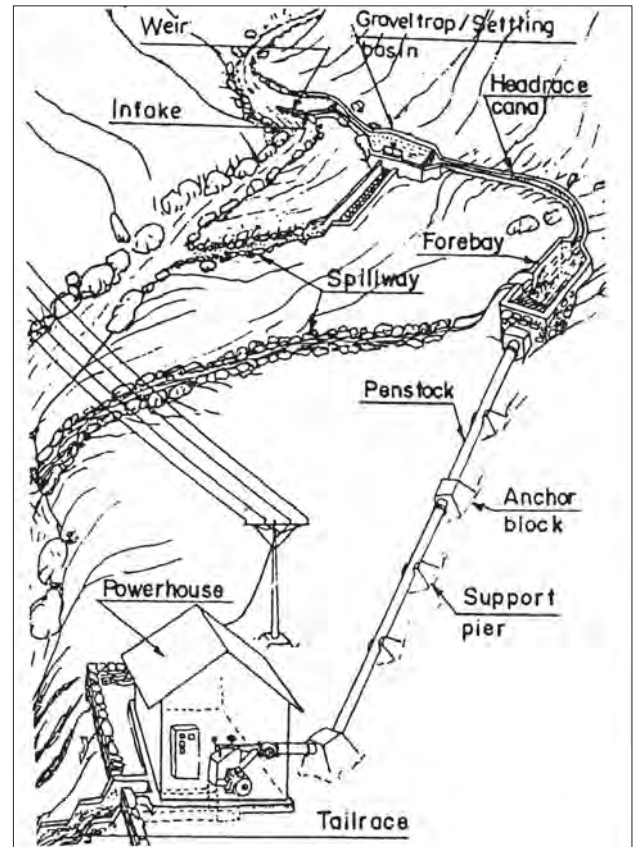 Weir
Graveltrap/Settling
basin
Intake
Headrace
canal
Forebay
Spillway
Penstock
Anchor
block
Powerhouse
Support
pier
Tailrace